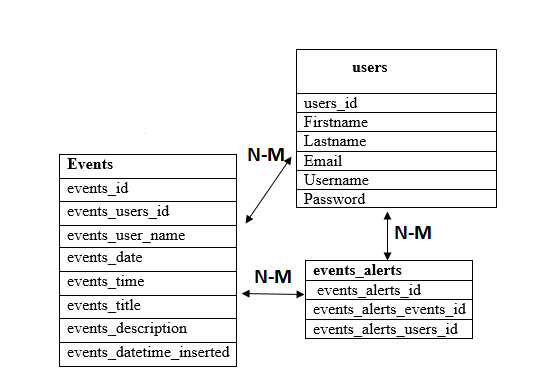 users
users_id
Firstname
Lastname
Email
Username
Password
N-M
Events
events_id
events_users_id
events_user_name
events_date
events_time
events_title
events_description
events_datetime_inserted
N-M
N-M
events_alerts
events_alerts_id
events_alerts_events_id
events_alerts_users_id